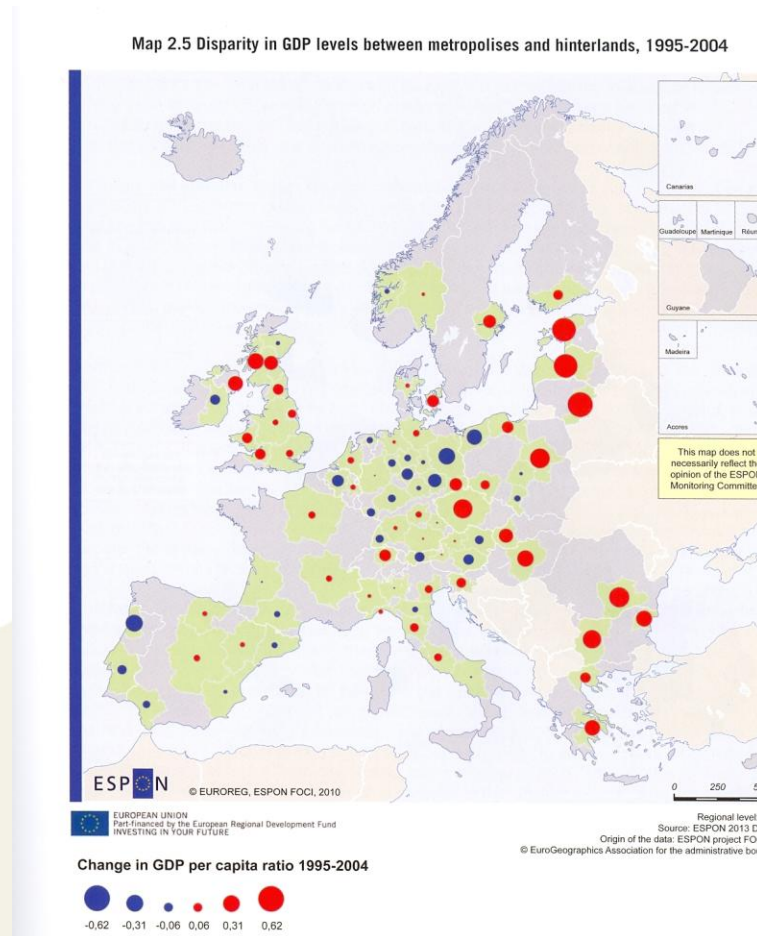 Map 2.5 Disparity in GDP levels between metropolises and hinterlands, 1995-2004
Canarias
Guadeloupe
Martinique
Réun
Guyane
Madeira
Acores
This map does not
necessarily reflect the
opinion of the ESPON
Monitoring Committe
ESPON
© EUROREG, ESPON FOCI, 2010
0 250 5
EUROPEAN UNION
Part-financed by the European Regional Development Fund
INVESTING IN YOUR FUTURE
Regional level
Source: ESPON 2013 D
Origin of the data: ESPON project FO
© EuroGeographics Association for the administrative bo
Change in GDP per capita ratio 1995-2004
-0,62 -0,31 -0,06 0,06 0,31 0,62